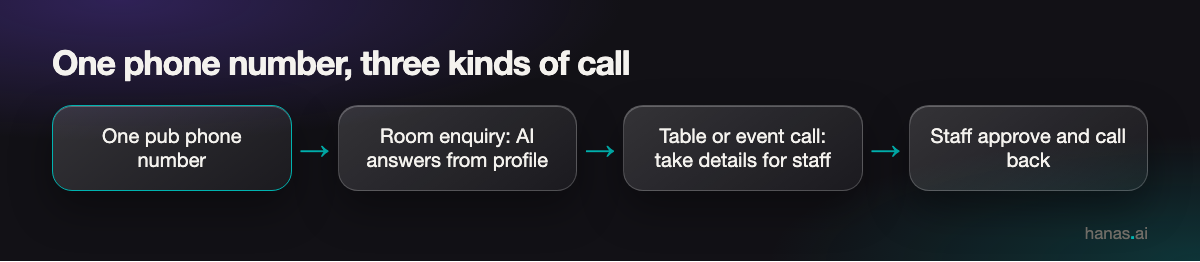 One phone number, three kinds of call
One pub phone
number
Room enquiry: AI
answers from profile
Table or event call:
take details for staff
Staff approve and call
back
hanas.ai